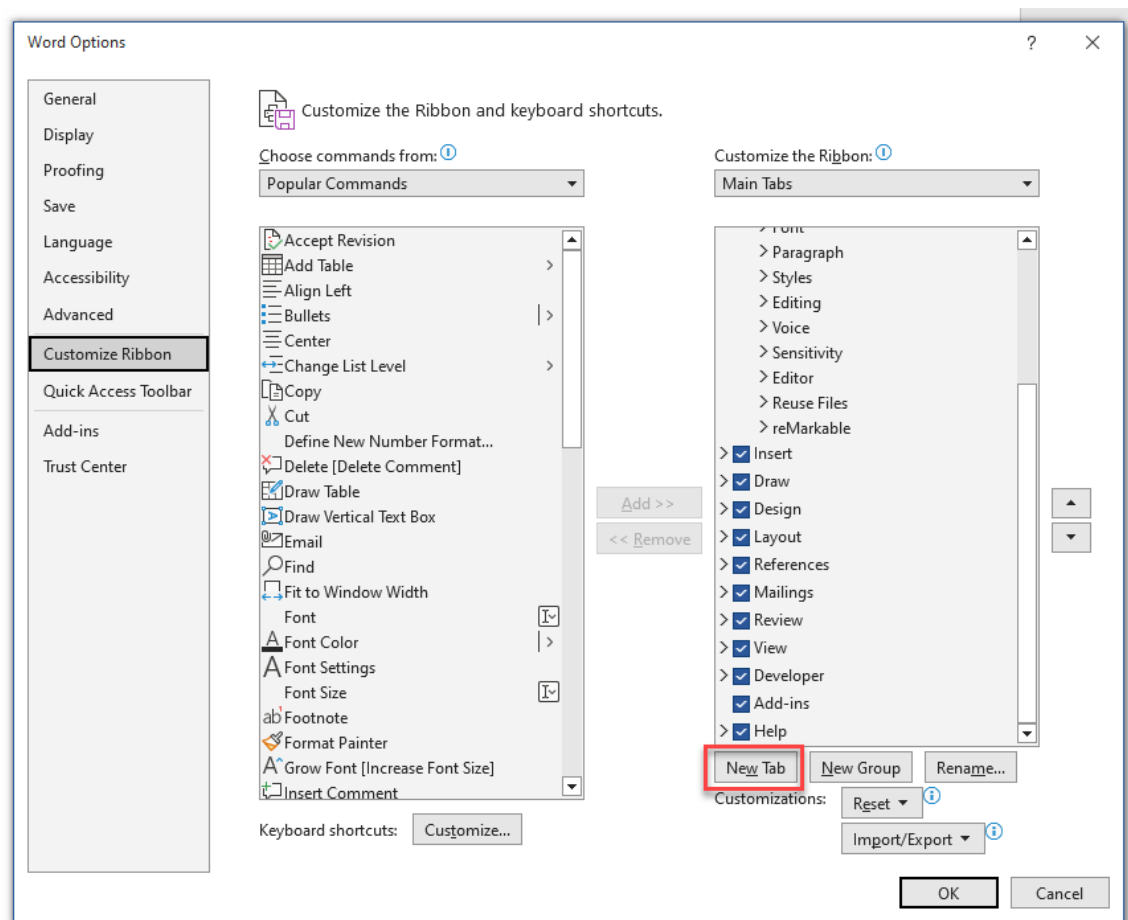 Word Options
?
General
Display
Proofing
Save
Language
Accessibility
Advanced
Customize Ribbon
Quick Access Toolbar
Add-ins
Trust Center
Customize the Ribbon and keyboard shortcuts.
Choose commands from:
Popular Commands
Accept Revision
Add Table
Align Left
Bullets
Center
Change List Level
Copy
Cut
Define New Number Format...
Delete [Delete Comment]
Draw Table
Draw Vertical Text Box
Email
Find
Fit to Window Width
Font
Font Color
Font Settings
Font Size
Footnote
Format Painter
Grow Font [Increase Font Size]
Insert Comment
Keyboard shortcuts:
Customize...
Add >>
<< Remove
Customize the Ribbon:
Main Tabs
Font
Paragraph
Styles
Editing
Voice
Sensitivity
Editor
Reuse Files
reMarkable
Insert
Draw
Design
Layout
References
Mailings
Review
View
Developer
Add-ins
Help
New Tab
New Group
Rename...
Customizations:
Reset
Import/Export
OK
Cancel